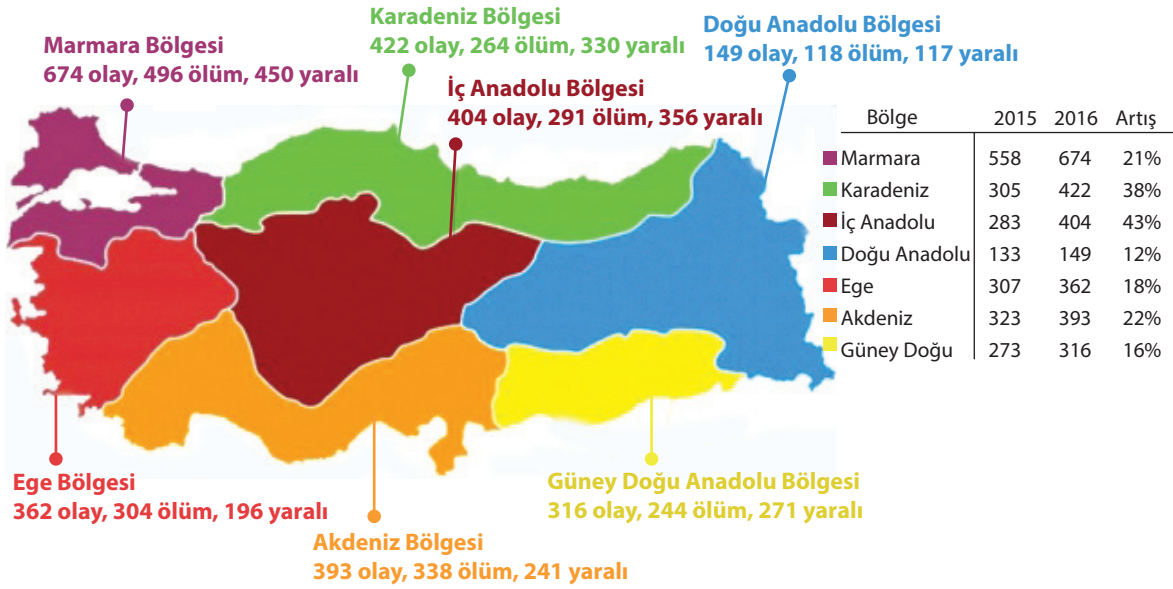 Karadeniz Bölgesi
422 olay, 264 ölüm, 330 yaralı
Marmara Bölgesi
674 olay, 496 ölüm, 450 yaralı
Doğu Anadolu Bölgesi
149 olay, 118 ölüm, 117 yaralı
İç Anadolu Bölgesi
404 olay, 291 ölüm, 356 yaralı
Bölge 2015 2016 Artış
Marmara 558 674 21%
Karadeniz 305 422 38%
İç Anadolu 283 404 43%
Doğu Anadolu 133 149 12%
Ege 307 362 18%
Akdeniz 323 393 22%
Güney Doğu 273 316 16%
Ege Bölgesi
362 olay, 304 ölüm, 196 yaralı
Güney Doğu Anadolu Bölgesi
316 olay, 244 ölüm, 271 yaralı
Akdeniz Bölgesi
393 olay, 338 ölüm, 241 yaralı